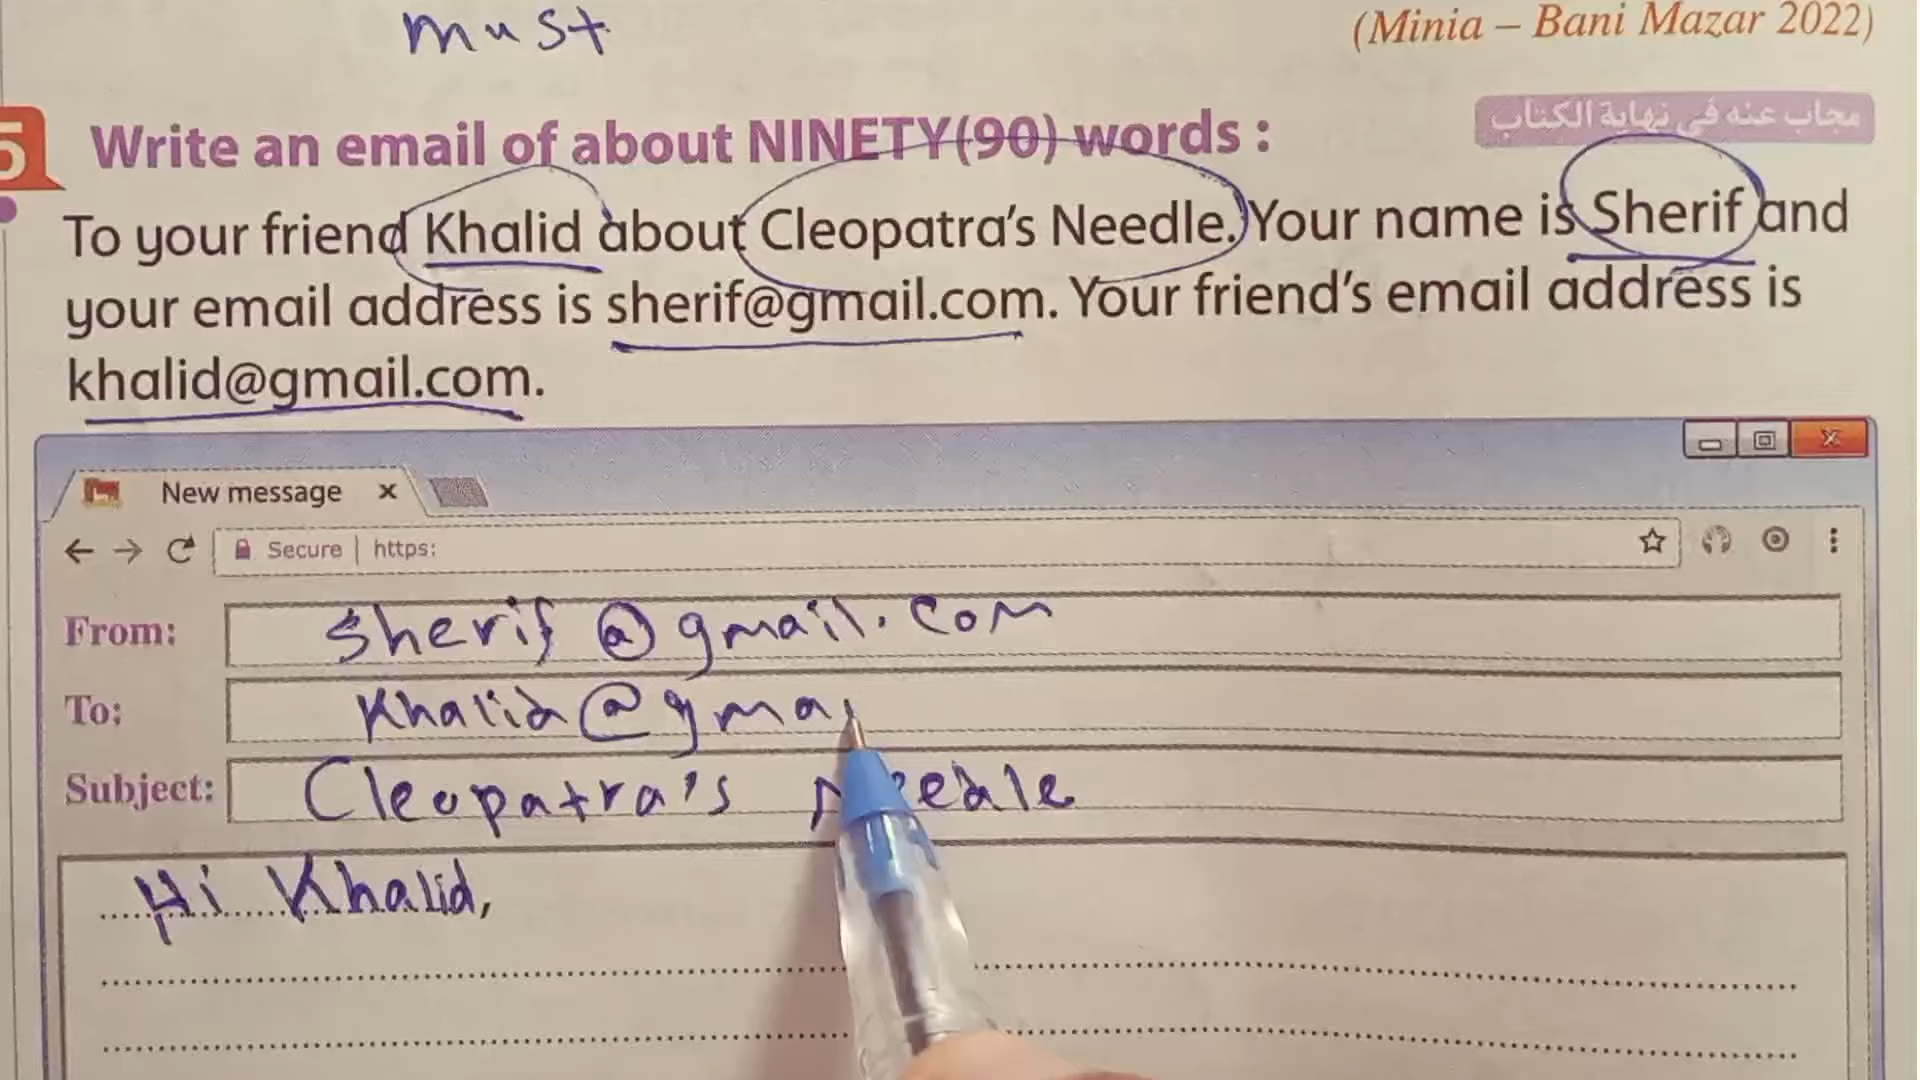 must
(Minia – Bani Mazar 2022)
5 Write an email of about NINETY(90) words :
مجاب عنه في نهاية الكتاب
To your friend Khalid about Cleopatra's Needle. Your name is Sherif and
your email address is sherif@gmail.com. Your friend's email address is
khalid@gmail.com.
New message
Secure | https:
From: Sherif @gmail.com
To: Khalid@gmai
Subject: Cleopatra's Needle
Hi Khalid,